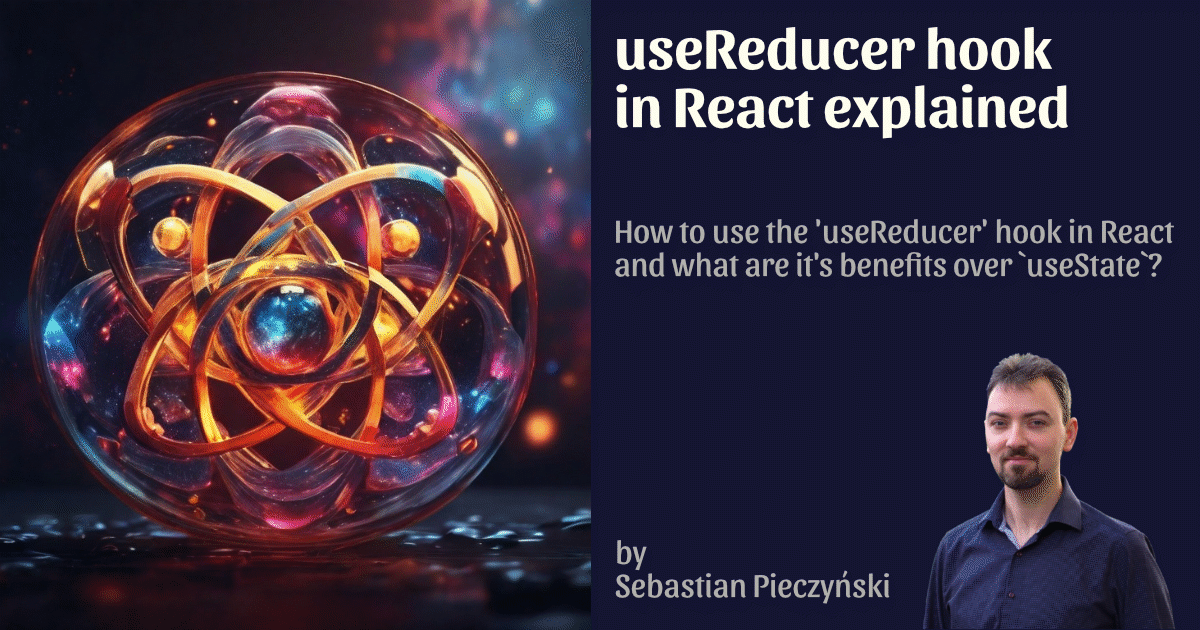 useReducer hook
in React explained
How to use the 'useReducer' hook in React
and what are it's benefits over `useState`?
by
Sebastian Pieczyński